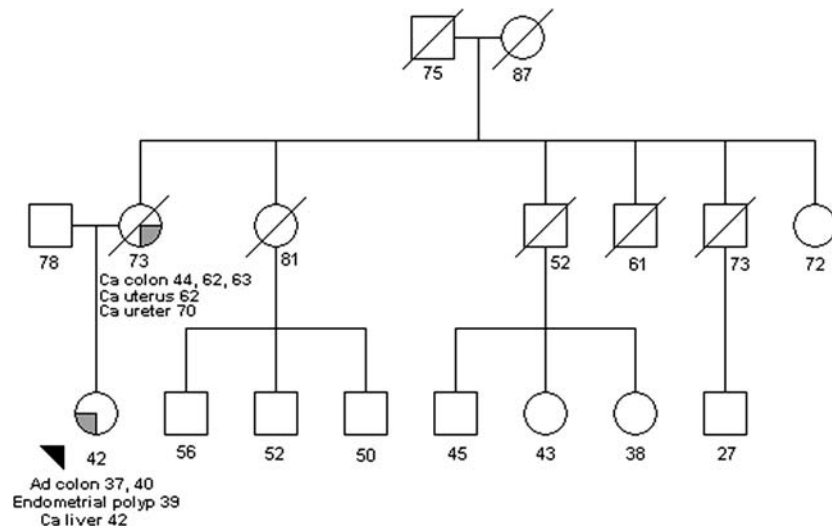 75 87
78 73 81 52 61 73 72
Ca colon 44, 62, 63
Ca uterus 62
Ca ureter 70
42 56 52 50 45 43 38 27
Ad colon 37, 40
Endometrial polyp 39
Ca liver 42